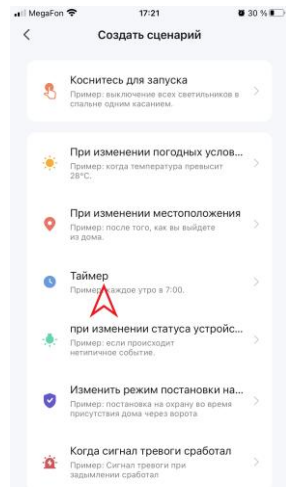 MegaFon 17:21 30 %
Создать сценарий
Коснитесь для запуска
Пример: выключение всех светильников в
спальне одним касанием.
При изменении погодных услов...
Пример: когда температура превысит
28°C.
При изменении местоположения
Пример: после того, как вы выйдете
из дома.
Таймер
Пример: каждое утро в 7:00.
при изменении статуса устройс...
Пример: если происходит
нетипичное событие.
Изменить режим постановки на...
Пример: постановка на охрану во время
присутствия дома через ворота
Когда сигнал тревоги сработал
Пример: Сигнал тревоги при
задымлении сработал